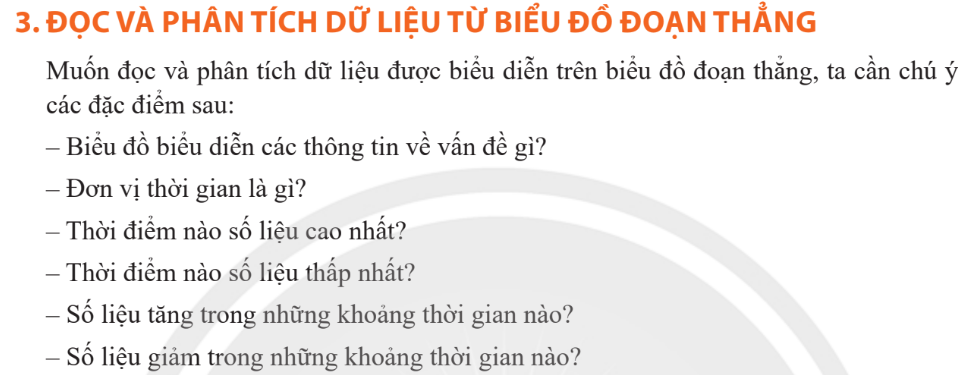 3. ĐỌC VÀ PHÂN TÍCH DỮ LIỆU TỪ BIỂU ĐỒ ĐOẠN THẲNG
Muốn đọc và phân tích dữ liệu được biểu diễn trên biểu đồ đoạn thẳng, ta cần chú ý
các đặc điểm sau:
– Biểu đồ biểu diễn các thông tin về vấn đề gì?
– Đơn vị thời gian là gì?
– Thời điểm nào số liệu cao nhất?
– Thời điểm nào số liệu thấp nhất?
– Số liệu tăng trong những khoảng thời gian nào?
– Số liệu giảm trong những khoảng thời gian nào?